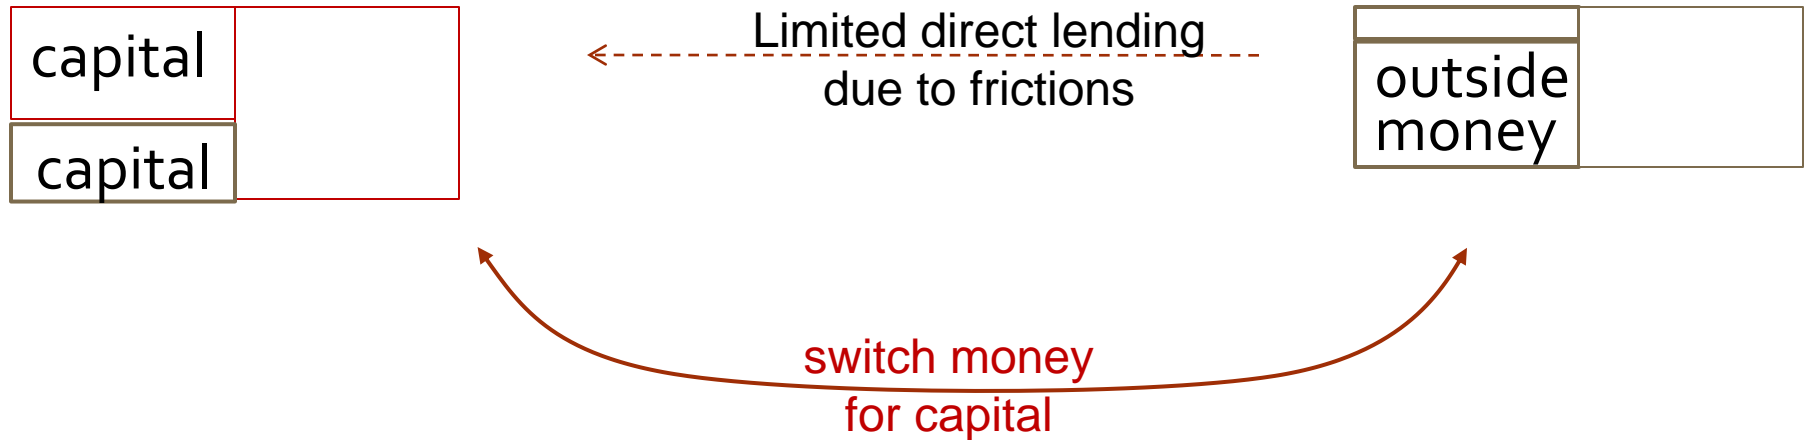 capital
capital
Limited direct lending
due to frictions
outside
money
switch money
for capital